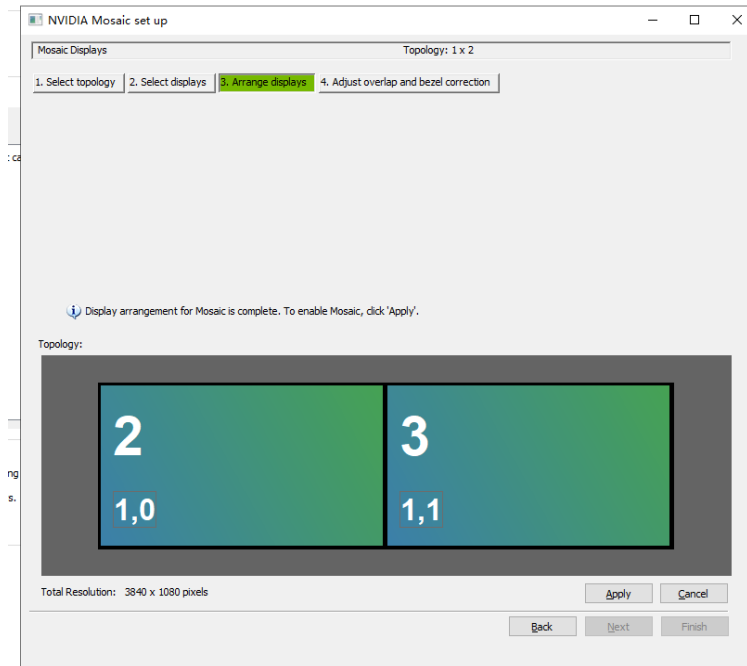 NVIDIA Mosaic set up
Mosaic Displays Topology: 1 x 2
1. Select topology 2. Select displays 3. Arrange displays 4. Adjust overlap and bezel correction
Display arrangement for Mosaic is complete. To enable Mosaic, click 'Apply'.
Topology:
2 3
1,0 1,1
Total Resolution: 3840 x 1080 pixels
Apply Cancel
Back Next Finish